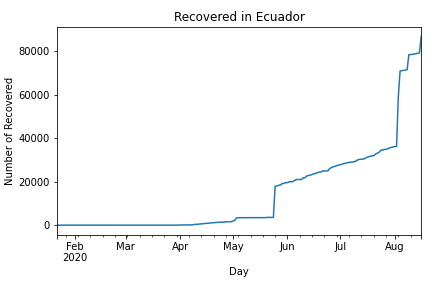 Recovered in Ecuador
Number of Recovered
80000
60000
40000
20000
0
Feb Mar Apr May Jun Jul Aug
2020
Day